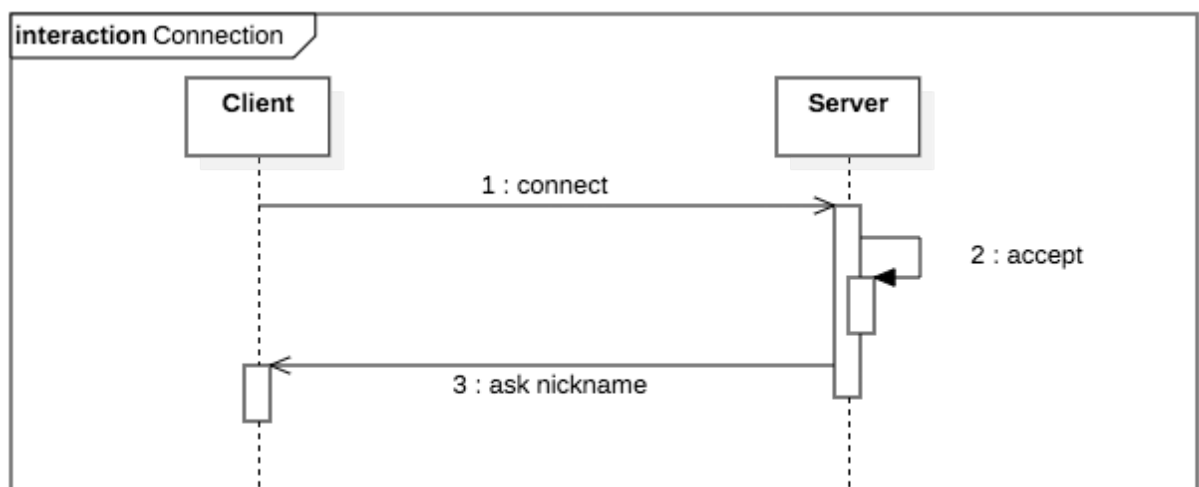 interaction Connection
Client
Server
1 : connect
2 : accept
3 : ask nickname